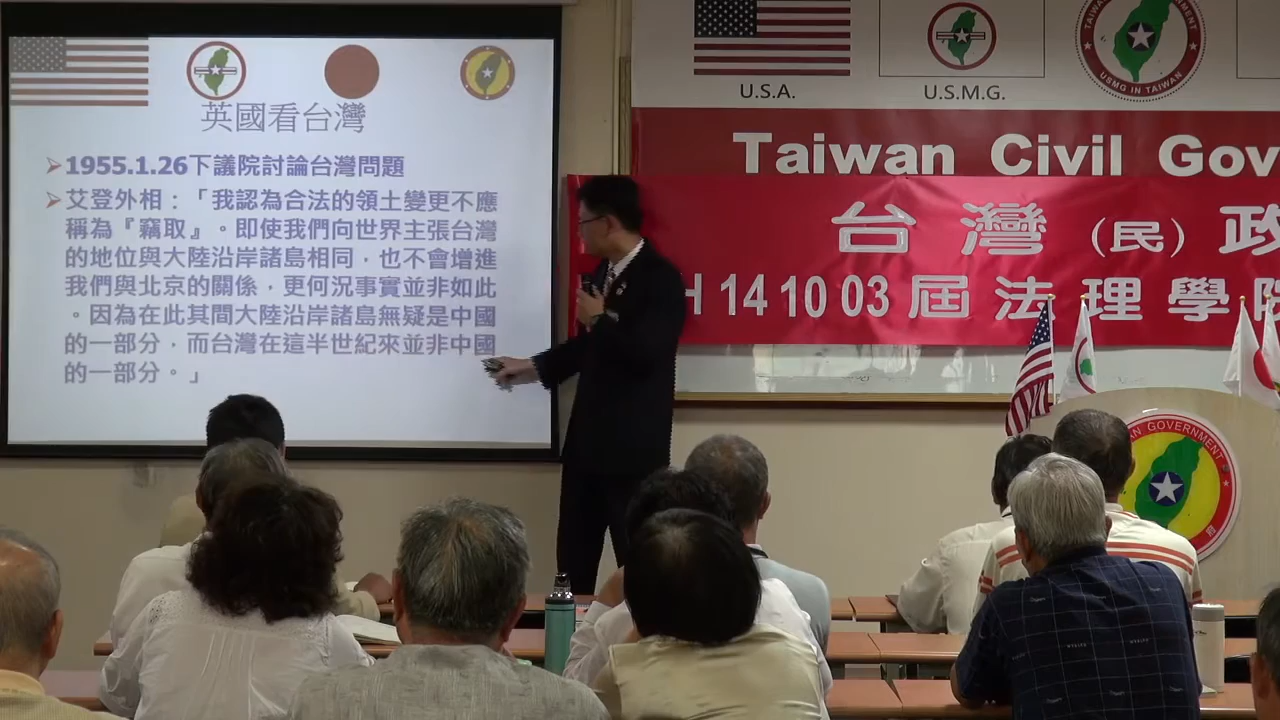 英國看台灣
1955.1.26下議院討論台灣問題
艾登外相：「我認為合法的領土變更不應
稱為『竊取』。即使我們向世界主張台灣
的地位與大陸沿岸諸島相同，也不會增進
我們與北京的關係，更何況事實並非如此
。因為在此其間大陸沿岸諸島無疑是中國
的一部分，而台灣在這半世紀來並非中國
的一部分。」
U.S.A.
U.S.M.G.
USMG IN TAIWAN
Taiwan Civil Gov
台灣（民）政
H 14 10 03 屆法理學院
AN GOVERNMENT